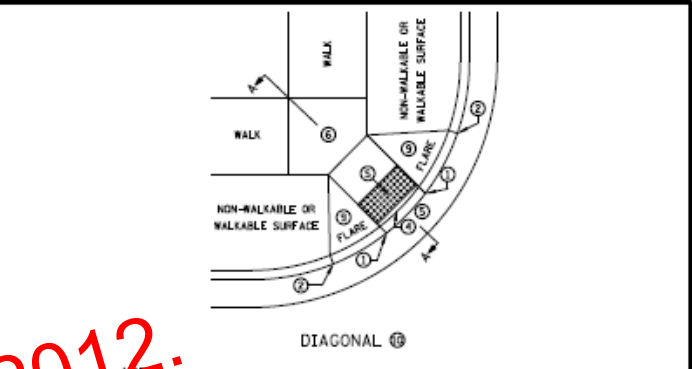 WALK
NON-WALKABLE OR
WALKABLE SURFACE
A
2
WALK
6
9
FLARE
S
1
NON-WALKABLE OR
WALKABLE SURFACE
9
FLARE
5
4
A
1
2
DIAGONAL 10
2012.